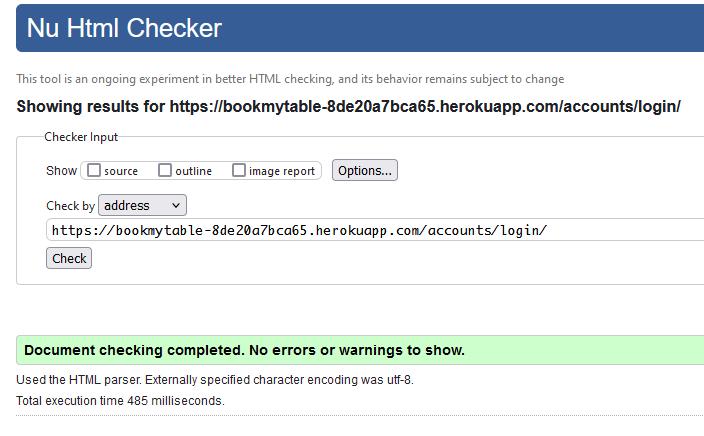 Nu Html Checker
This tool is an ongoing experiment in better HTML checking, and its behavior remains subject to change
Showing results for https://bookmytable-8de20a7bca65.herokuapp.com/accounts/login/
Checker Input
Show source outline image report Options...
Check by address
https://bookmytable-8de20a7bca65.herokuapp.com/accounts/login/
Check
Document checking completed. No errors or warnings to show.
Used the HTML parser. Externally specified character encoding was utf-8.
Total execution time 485 milliseconds.